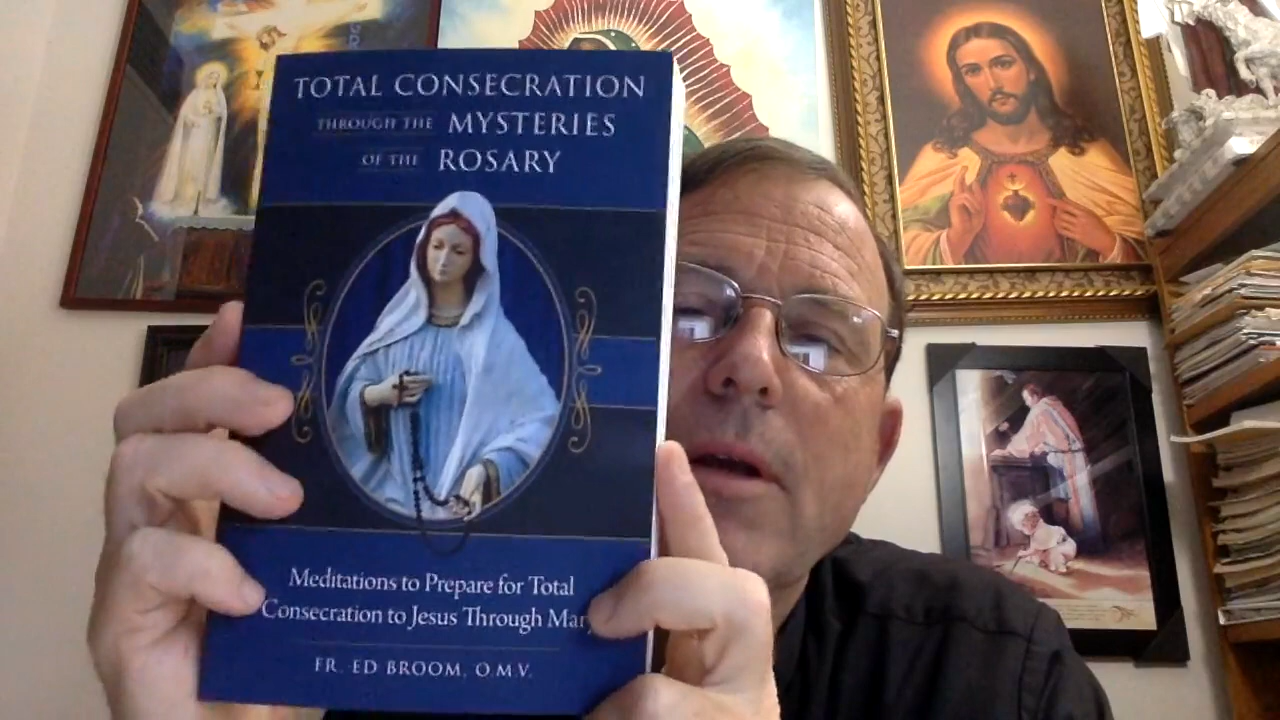 TOTAL CONSECRATION
THROUGH THE MYSTERIES
OF THE ROSARY
Meditations to Prepare for Total
Consecration to Jesus Through Mary
FR. ED BROOM, O.M.V.